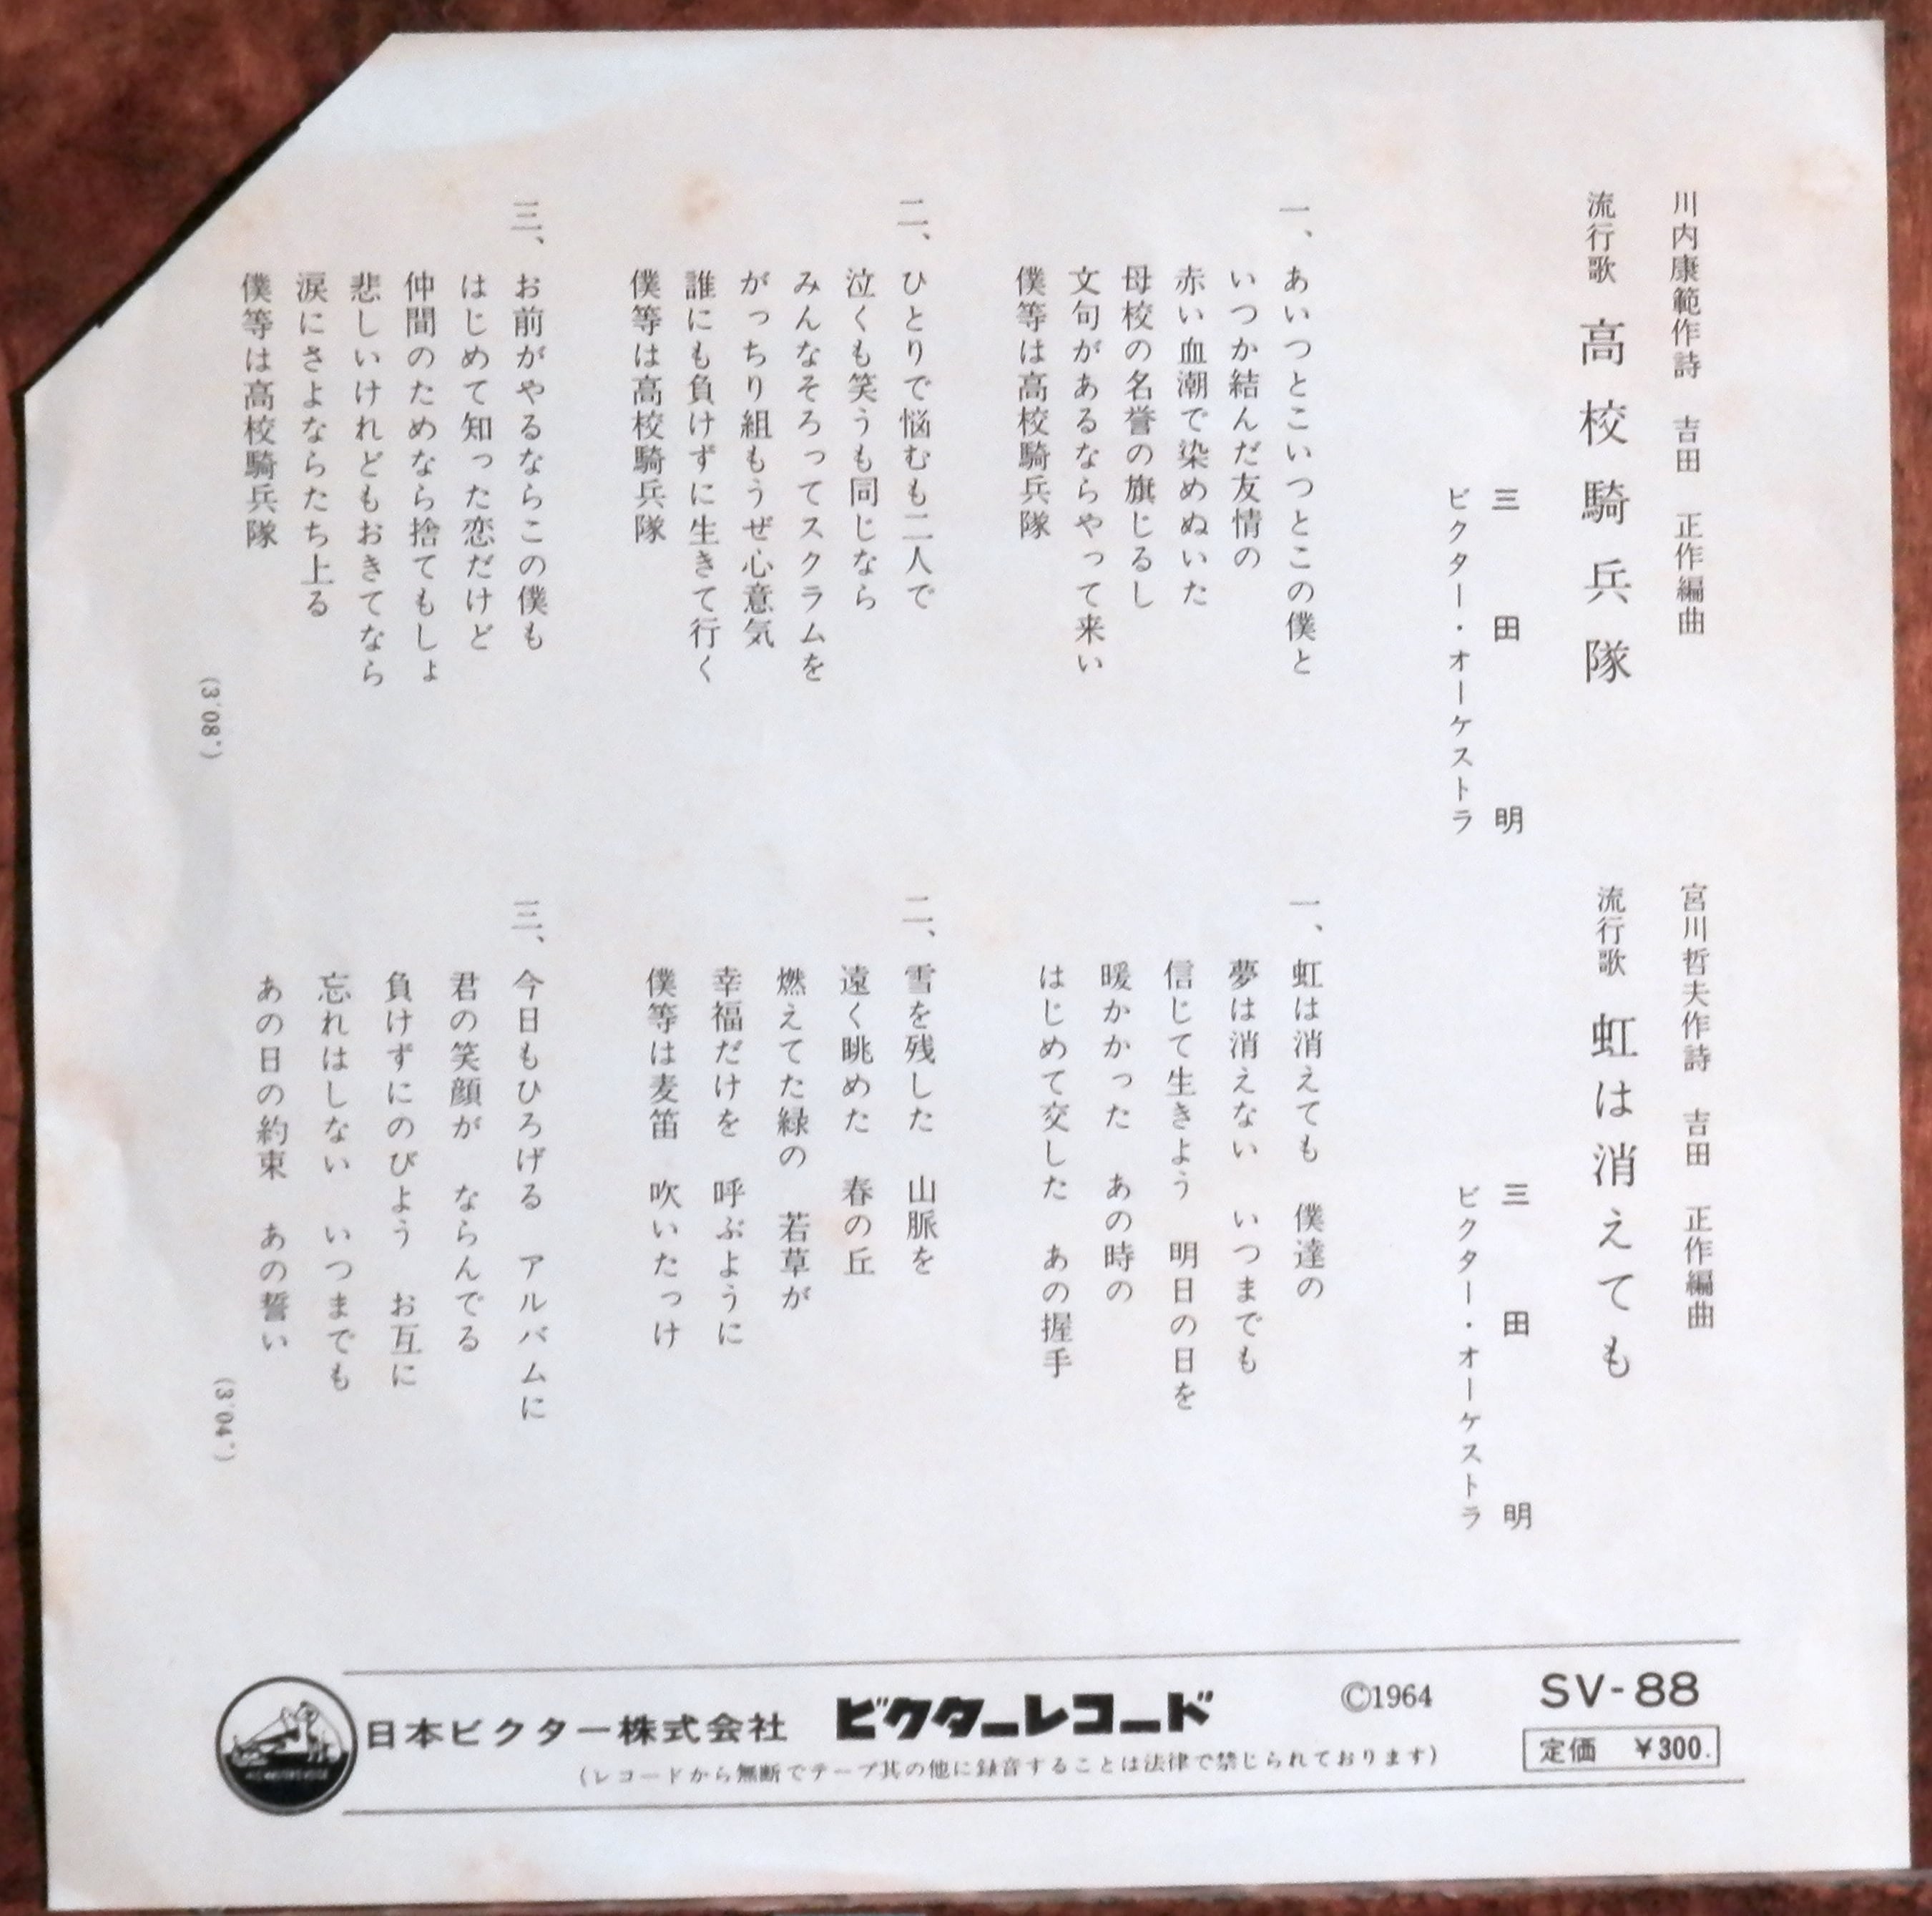 川内康範作詩　吉田　正作編曲
流行歌　高校騎兵隊
三田　明
ビクター・オーケストラ
一、あいつとこいつとこの僕と
いつか結んだ友情の
赤い血潮で染めぬいた
母校の名誉の旗じるし
文句があるならやって来い
僕等は高校騎兵隊
二、ひとりで悩むも二人で
泣くも笑うも同じなら
みんなそろってスクラムを
がっちり組もうぜ心意気
誰にも負けずに生きて行く
僕等は高校騎兵隊
三、お前がやるならこの僕も
はじめて知った恋だけど
仲間のためなら捨てもしょ
悲しいけれどもおきてなら
涙にさよならたち上る
僕等は高校騎兵隊
(3'08")
宮川哲夫作詩　吉田　正作編曲
流行歌　虹は消えても
三田　明
ビクター・オーケストラ
一、虹は消えても　僕達の
夢は消えない　いつまでも
信じて生きよう　明日の日を
暖かかった　あの時の
はじめて交した　あの握手
二、雪を残した　山脈を
遠く眺めた　春の丘
燃えてた緑の　若草が
幸福だけを　呼ぶように
僕等は麦笛　吹いたっけ
三、今日もひろげる　アルバムに
君の笑顔が　ならんでる
負けずにのびよう　お互に
忘れはしない　いつまでも
あの日の約束　あの誓い
(3'04")
日本ビクター株式会社　ビクターレコード　©1964　SV-88
(レコードから無断でテープ其の他に録音することは法律で禁じられております)
定価　¥300.